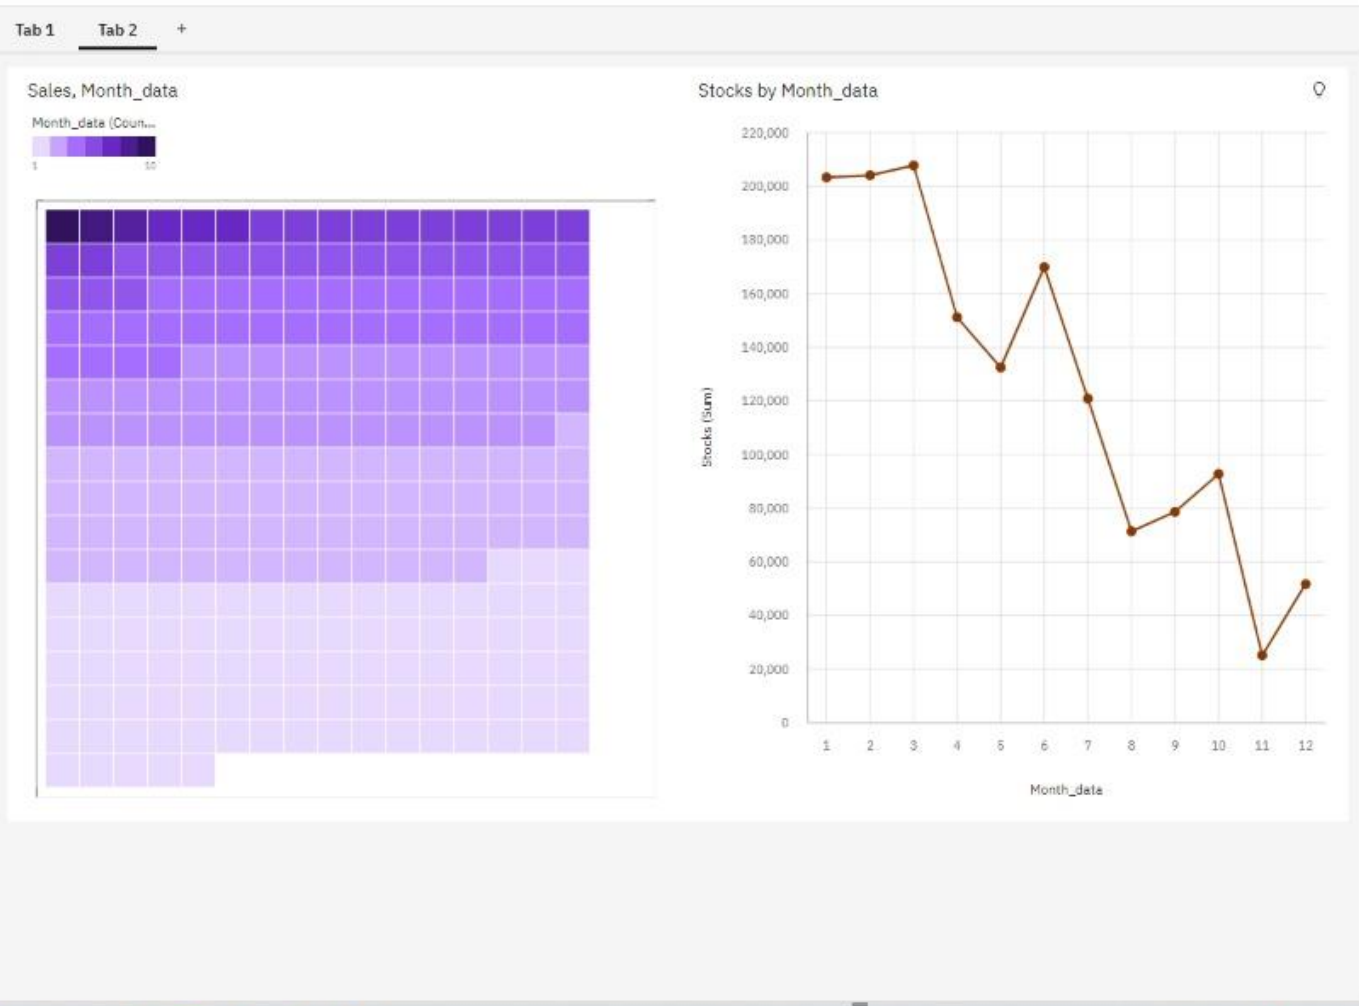 Tab 1
Tab 2
+
Sales, Month_data
Month_data (Coun...
1
10
Stocks by Month_data
220,000
200,000
180,000
160,000
140,000
120,000
100,000
80,000
60,000
40,000
20,000
0
Stocks (Sum)
1 2 3 4 5 6 7 8 9 10 11 12
Month_data